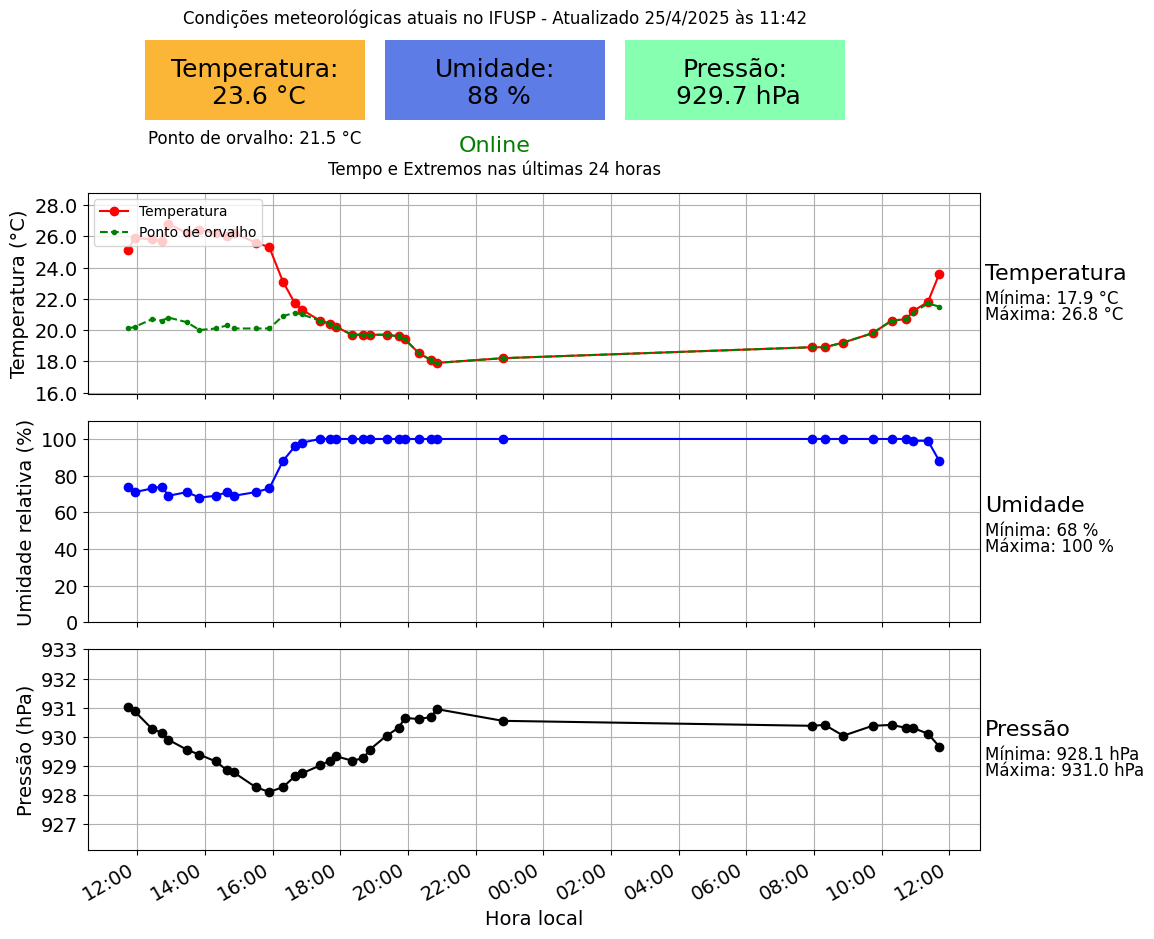 Condições meteorológicas atuais no IFUSP - Atualizado 25/4/2025 às 11:42
Temperatura:
23.6 °C
Umidade:
88 %
Pressão:
929.7 hPa
Ponto de orvalho: 21.5 °C
Online
Tempo e Extremos nas últimas 24 horas
Temperatura (°C)
28.0
26.0
24.0
22.0
20.0
18.0
16.0
Temperatura
Ponto de orvalho
Temperatura
Mínima: 17.9 °C
Máxima: 26.8 °C
Umidade relativa (%)
100
80
60
40
20
0
Umidade
Mínima: 68 %
Máxima: 100 %
Pressão (hPa)
933
932
931
930
929
928
927
Pressão
Mínima: 928.1 hPa
Máxima: 931.0 hPa
12:00 14:00 16:00 18:00 20:00 22:00 00:00 02:00 04:00 06:00 08:00 10:00 12:00
Hora local